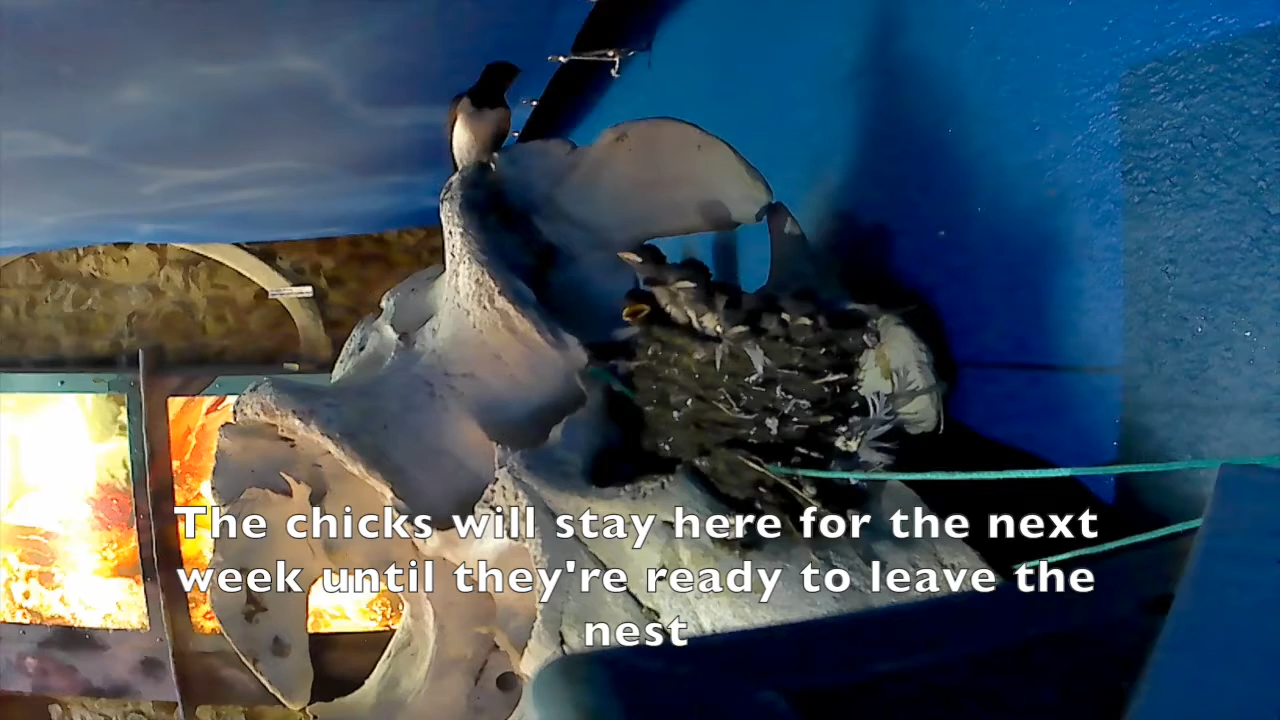 The chicks will stay here for the next
week until they're ready to leave the
nest